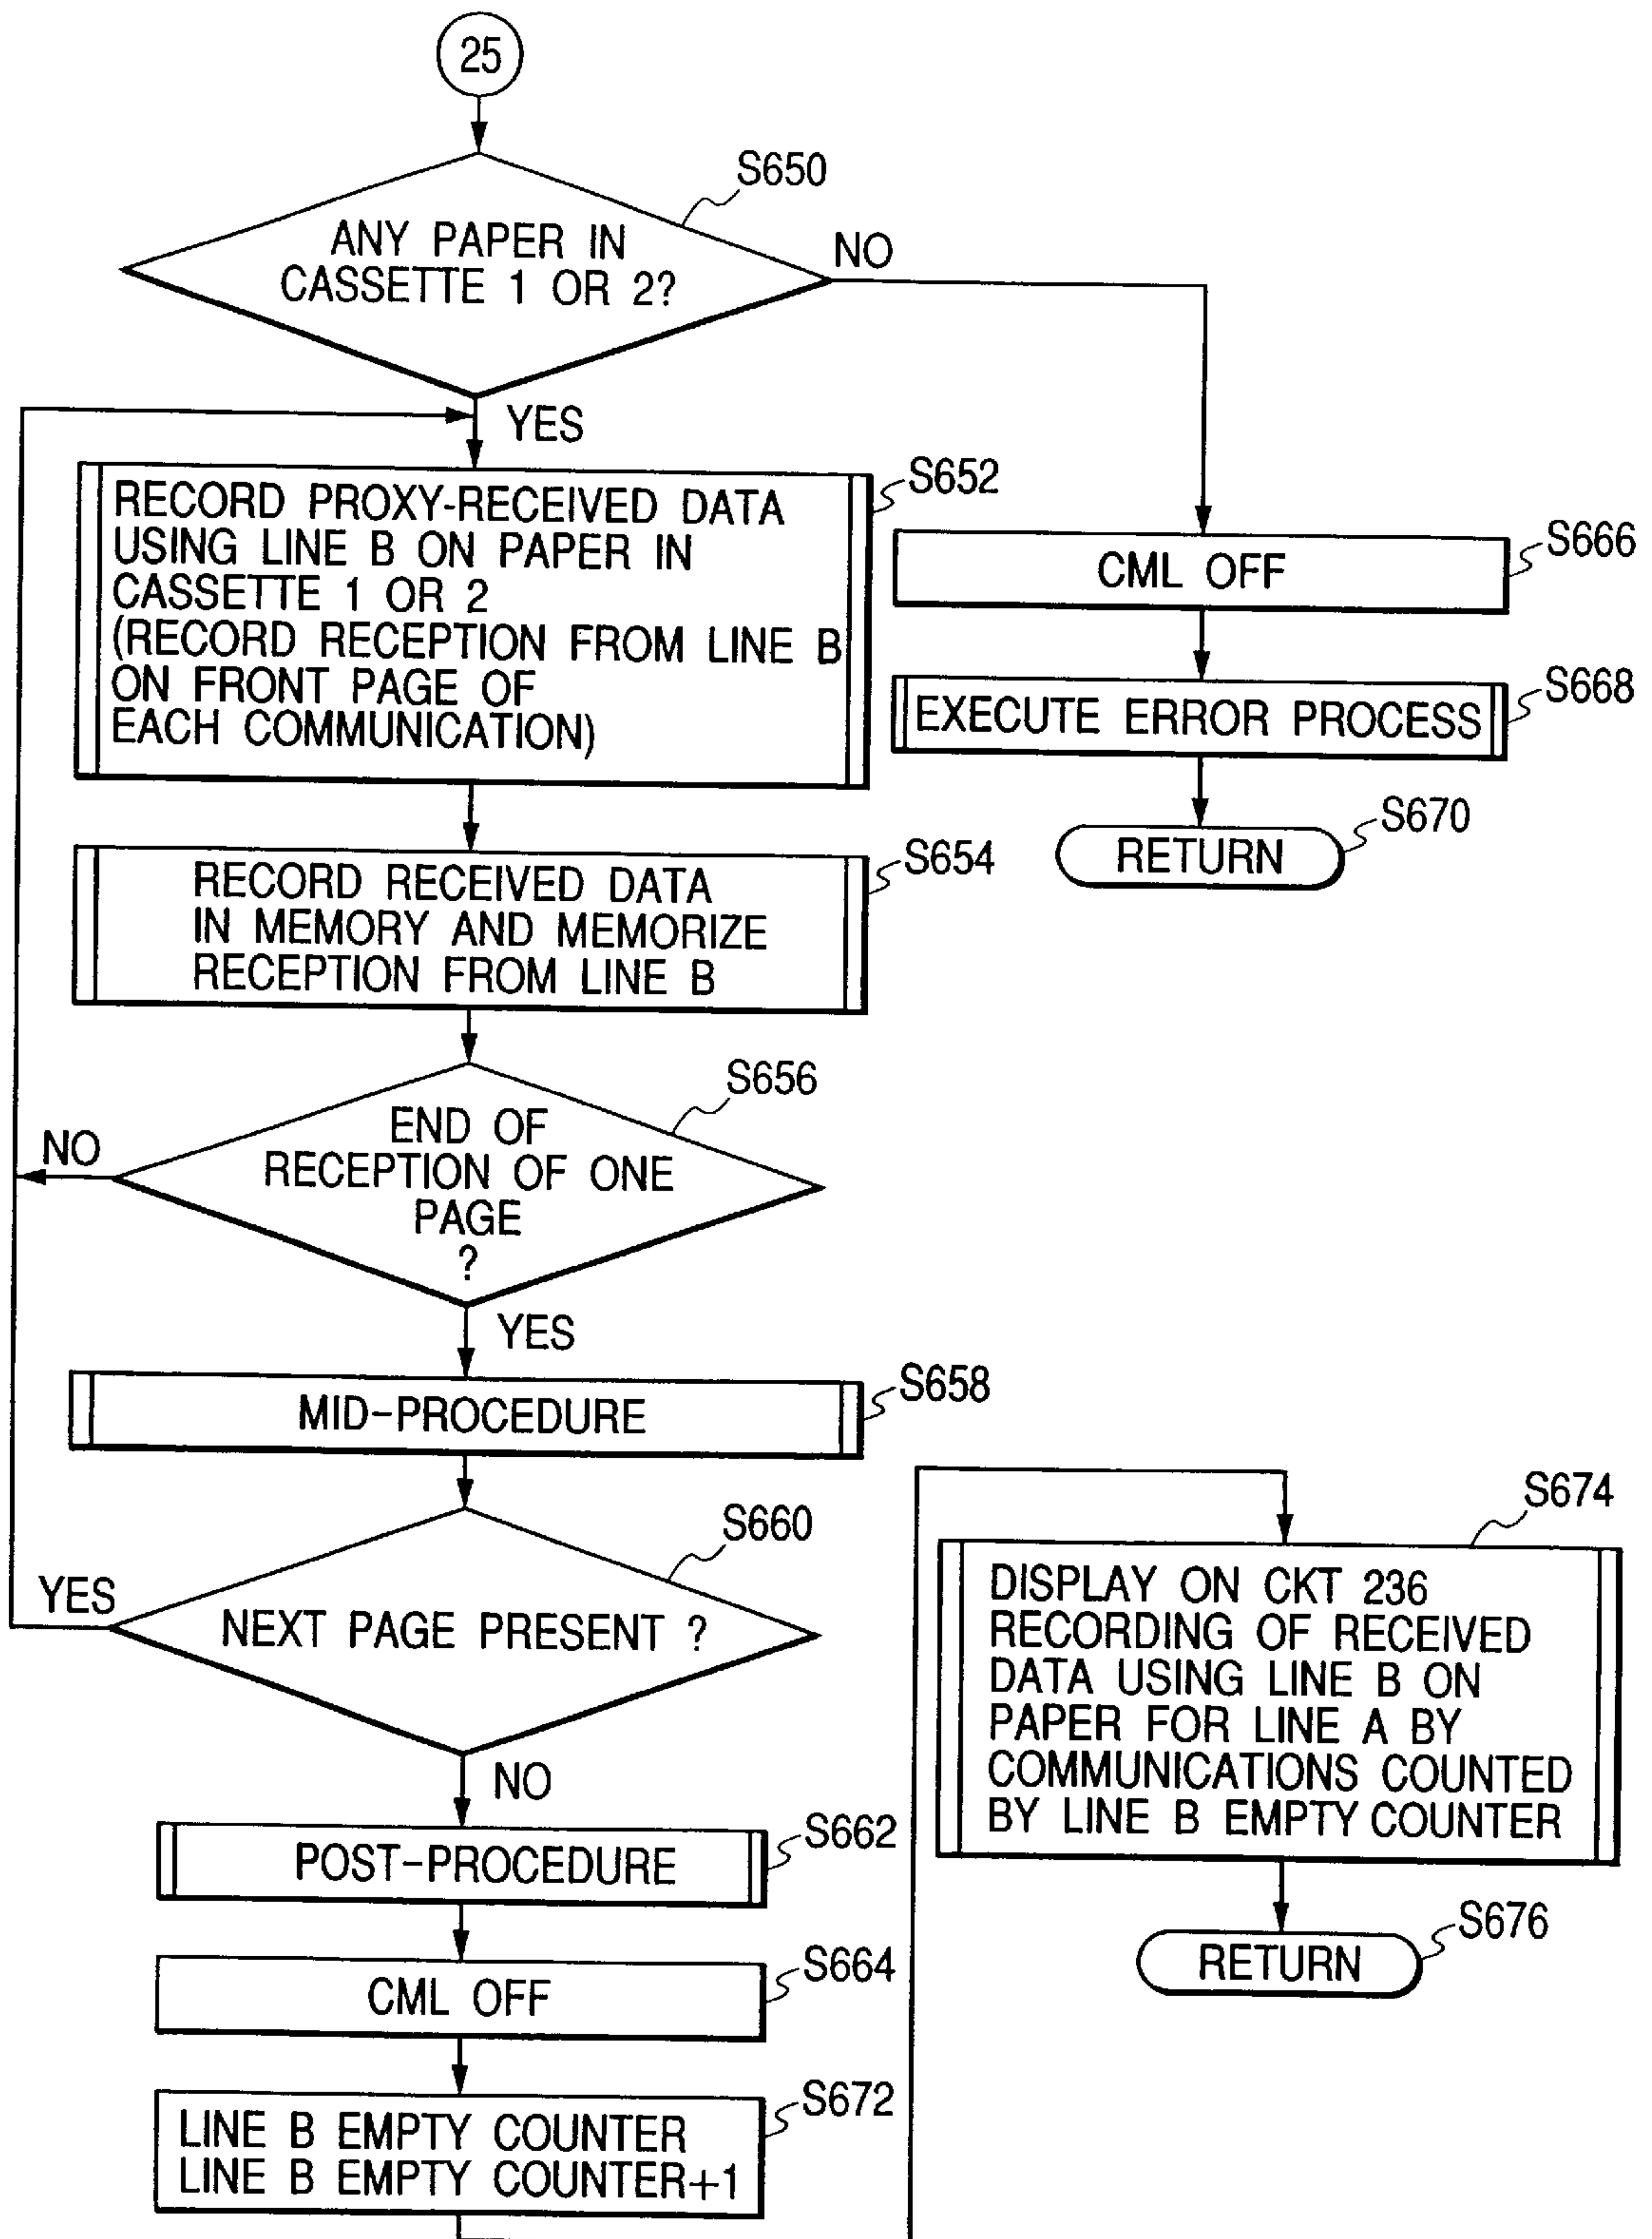 25
S650
ANY PAPER IN
CASSETTE 1 OR 2?
NO
YES
S652
RECORD PROXY-RECEIVED DATA
USING LINE B ON PAPER IN
CASSETTE 1 OR 2
(RECORD RECEPTION FROM LINE B
ON FRONT PAGE OF
EACH COMMUNICATION)
S666
CML OFF
S668
EXECUTE ERROR PROCESS
S670
RETURN
S654
RECORD RECEIVED DATA
IN MEMORY AND MEMORIZE
RECEPTION FROM LINE B
S656
END OF
RECEPTION OF ONE
PAGE
?
NO
YES
S658
MID-PROCEDURE
S660
NEXT PAGE PRESENT ?
YES
NO
S662
POST-PROCEDURE
S664
CML OFF
S672
LINE B EMPTY COUNTER
LINE B EMPTY COUNTER+1
S674
DISPLAY ON CKT 236
RECORDING OF RECEIVED
DATA USING LINE B ON
PAPER FOR LINE A BY
COMMUNICATIONS COUNTED
BY LINE B EMPTY COUNTER
S676
RETURN